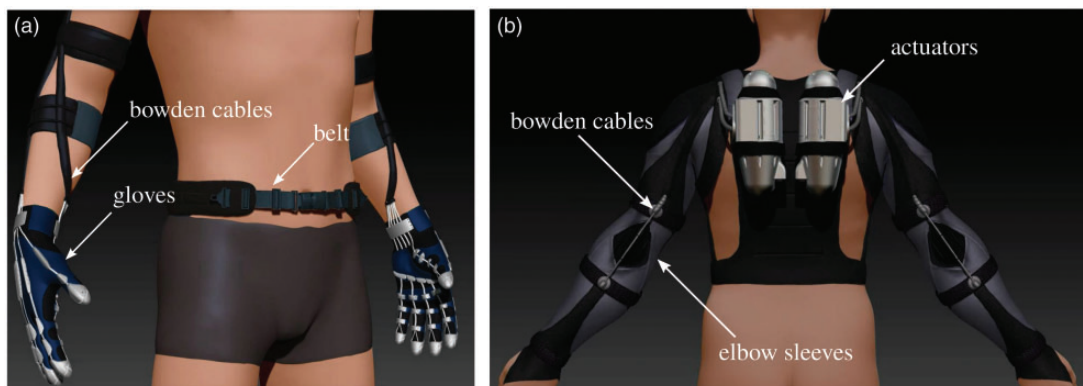 (a)
bowden cables
belt
gloves
(b)
actuators
bowden cables
elbow sleeves